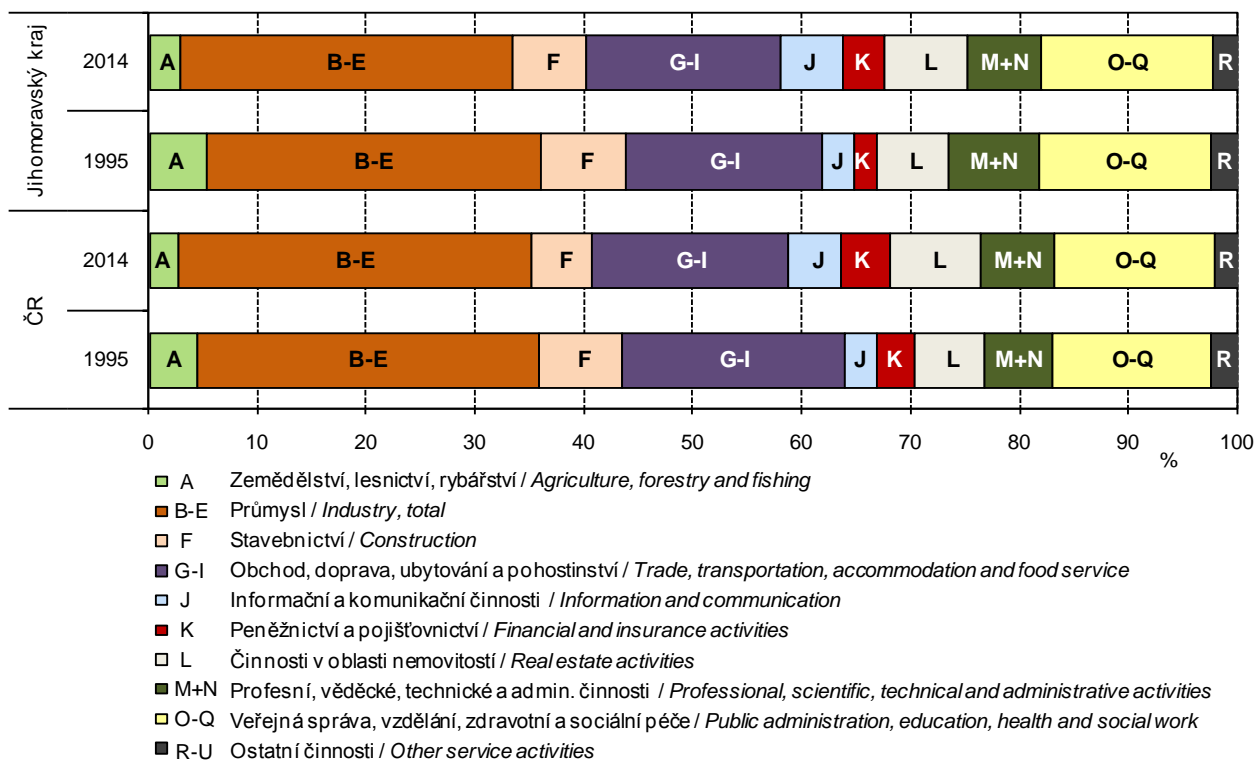 Jihomoravský kraj
2014
A B-E F G-I J K L M+N O-Q R
1995
A B-E F G-I J K L M+N O-Q R
ČR
2014
A B-E F G-I J K L M+N O-Q R
1995
A B-E F G-I J K L M+N O-Q R
0 10 20 30 40 50 60 70 80 90 100
%
A Zemědělství, lesnictví, rybářství / Agriculture, forestry and fishing
B-E Průmysl / Industry, total
F Stavebnictví / Construction
G-I Obchod, doprava, ubytování a pohostinství / Trade, transportation, accommodation and food service
J Informační a komunikační činnosti / Information and communication
K Peněžnictví a pojišťovnictví / Financial and insurance activities
L Činnosti v oblasti nemovitostí / Real estate activities
M+N Profesní, věděcké, technické a admin. činnosti / Professional, scientific, technical and administrative activities
O-Q Veřejná správa, vzdělání, zdravotní a sociální péče / Public administration, education, health and social work
R-U Ostatní činnosti / Other service activities